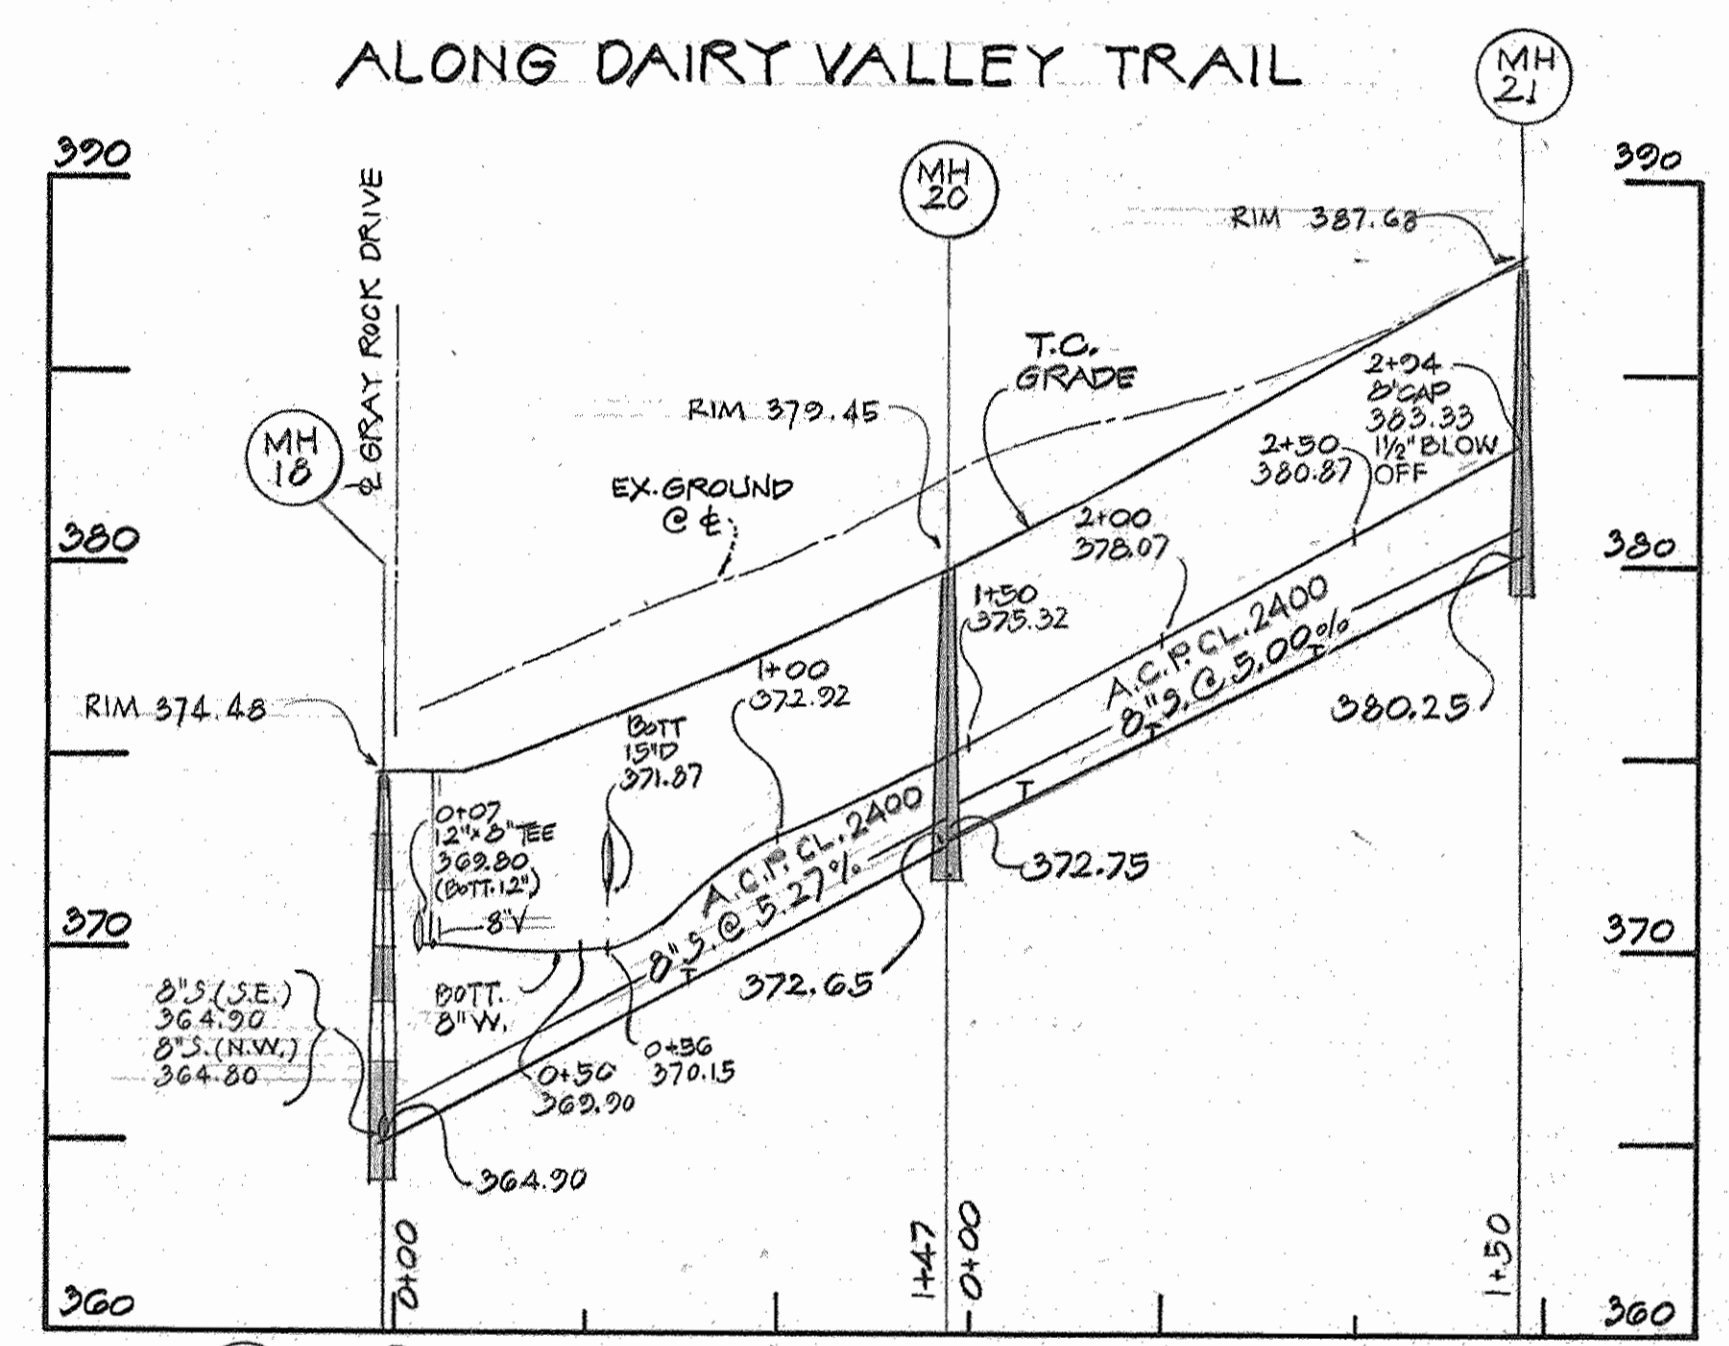 ALONG DAIRY VALLEY TRAIL
MH
21
390
390
MH
20
RIM 387.68
℄ GRAY ROCK DRIVE
T.C.
GRADE
2+94
8" CAP
383.33
1½" BLOW
OFF
RIM 379.45
MH
18
2+50
380.87
EX. GROUND
@ ℄
2+00
378.07
380
380
1+50
375.32
A.C.P. CL. 2400
8" S. @ 5.00%
T
T
T
RIM 374.48
1+00
372.92
380.25
BOTT
15"D
371.87
0+07
12"x8" TEE
369.80
(BOTT. 12")
8"V
A.C.P. CL. 2400
8" S. @ 5.27%
T
372.75
370
370
372.65
8"S.(S.E.)
364.90
8"S.(N.W.)
364.80
BOTT.
8"W.
0+50
369.90
0+56
370.15
364.90
0+00
1+47
0+00
1+50
360
360